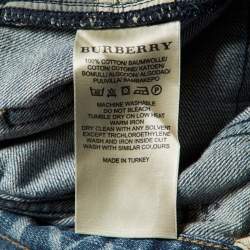 BURBERRY
100% COTTON/BAUMWOLLE/
COTON/COTONE/KATOEN/
BOMULL/ALGODON/ALGODAO/
PUUVILLA/BAMBAKEPO
MACHINE WASHABLE
DO NOT BLEACH
TUMBLE DRY ON LOW HEAT
WARM IRON
DRY CLEAN WITH ANY SOLVENT
EXCEPT TRICHLOROETHYLENE
WASH AND IRON INSIDE OUT
WASH WITH SIMILAR COLOURS
MADE IN TURKEY